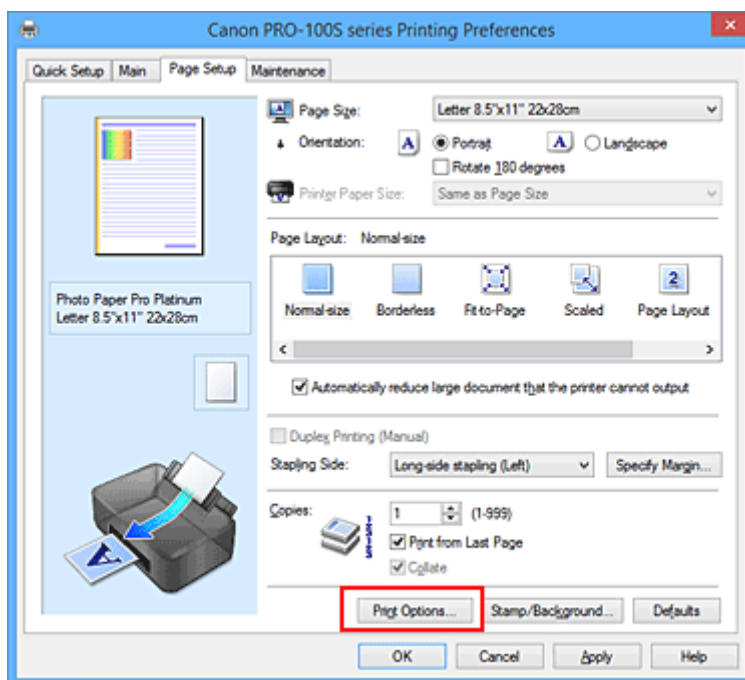 Canon PRO-100S series Printing Preferences
Quick Setup Main Page Setup Maintenance
Page Size: Letter 8.5"x11" 22x28cm
Orientation: A Portrait A Landscape
Rotate 180 degrees
Printer Paper Size: Same as Page Size
Page Layout: Normal-size
2
Normal-size Borderless Fit-to-Page Scaled Page Layout
Photo Paper Pro Platinum
Letter 8.5"x11" 22x28cm
Automatically reduce large document that the printer cannot output
Duplex Printing (Manual)
Stapling Side: Long-side stapling (Left) Specify Margin...
Copies: 1 (1-999)
Print from Last Page
Collate
A
Print Options... Stamp/Background... Defaults
OK Cancel Apply Help